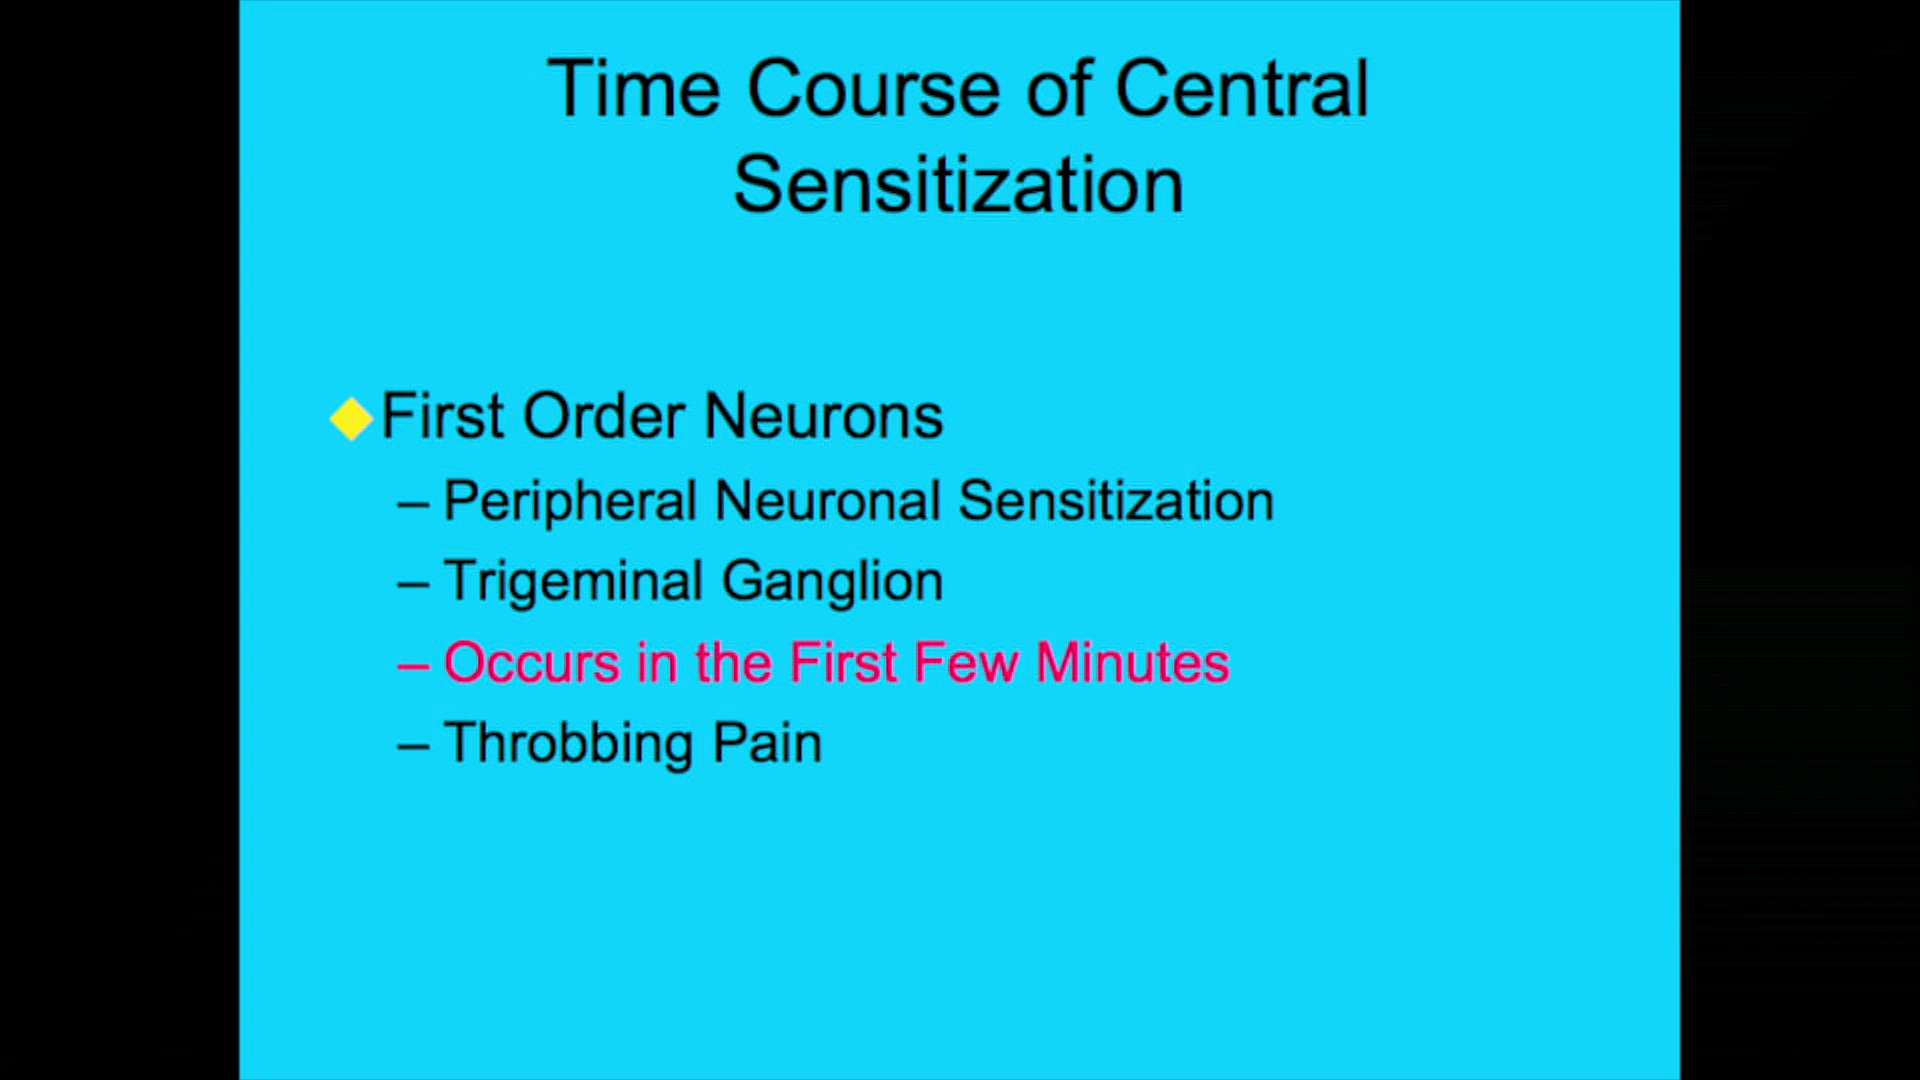 Time Course of Central
Sensitization
First Order Neurons
– Peripheral Neuronal Sensitization
– Trigeminal Ganglion
– Occurs in the First Few Minutes
– Throbbing Pain